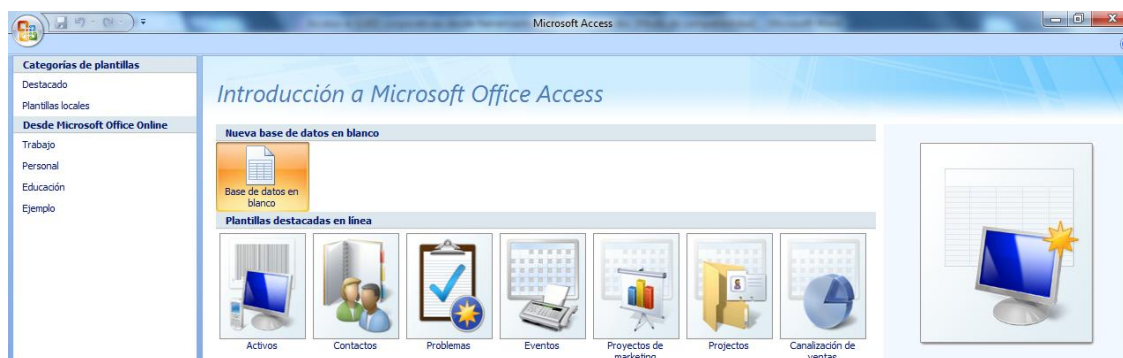 Microsoft Access
Categorías de plantillas
Destacado
Plantillas locales
Desde Microsoft Office Online
Trabajo
Personal
Educación
Ejemplo
Introducción a Microsoft Office Access
Nueva base de datos en blanco
Base de datos en
blanco
Plantillas destacadas en línea
Activos
Contactos
Problemas
Eventos
Proyectos de
marketing
Projectos
Canalización de
ventas